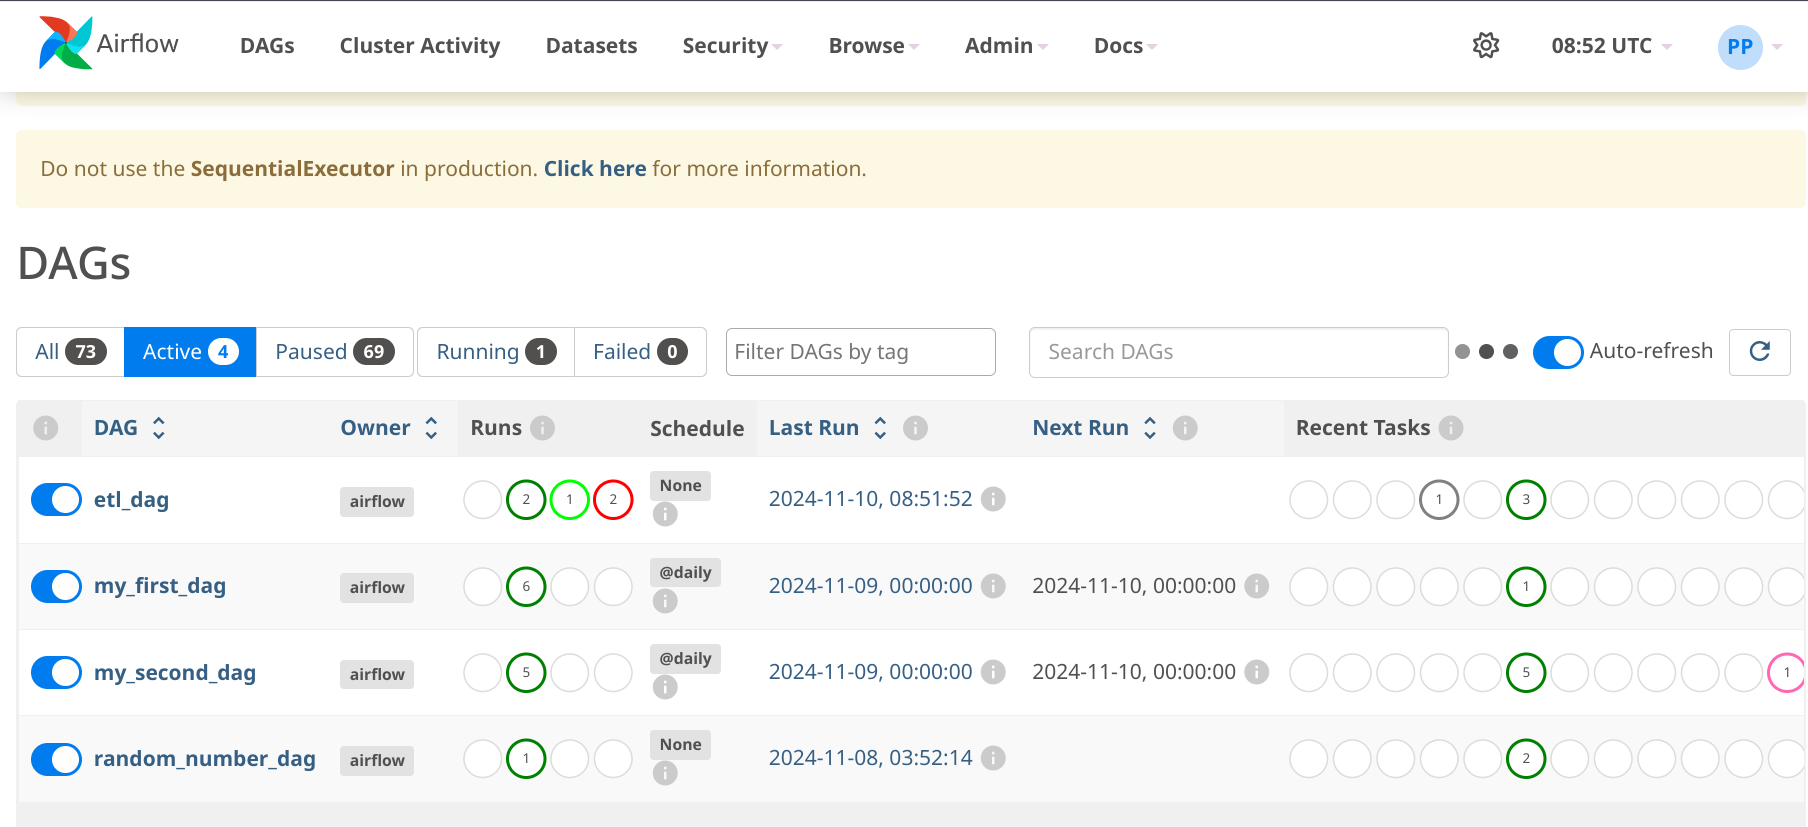 Airflow DAGs Cluster Activity Datasets Security Browse Admin Docs 08:52 UTC PP
Do not use the SequentialExecutor in production. Click here for more information.
DAGs
All 73 Active 4 Paused 69 Running 1 Failed 0 Filter DAGs by tag Search DAGs Auto-refresh
i DAG Owner Runs i Schedule Last Run i Next Run i Recent Tasks i
etl_dag airflow 2 1 2 None i 2024-11-10, 08:51:52 i 1 3
my_first_dag airflow 6 @daily i 2024-11-09, 00:00:00 i 2024-11-10, 00:00:00 i 1
my_second_dag airflow 5 @daily i 2024-11-09, 00:00:00 i 2024-11-10, 00:00:00 i 5 1
random_number_dag airflow 1 None i 2024-11-08, 03:52:14 i 2